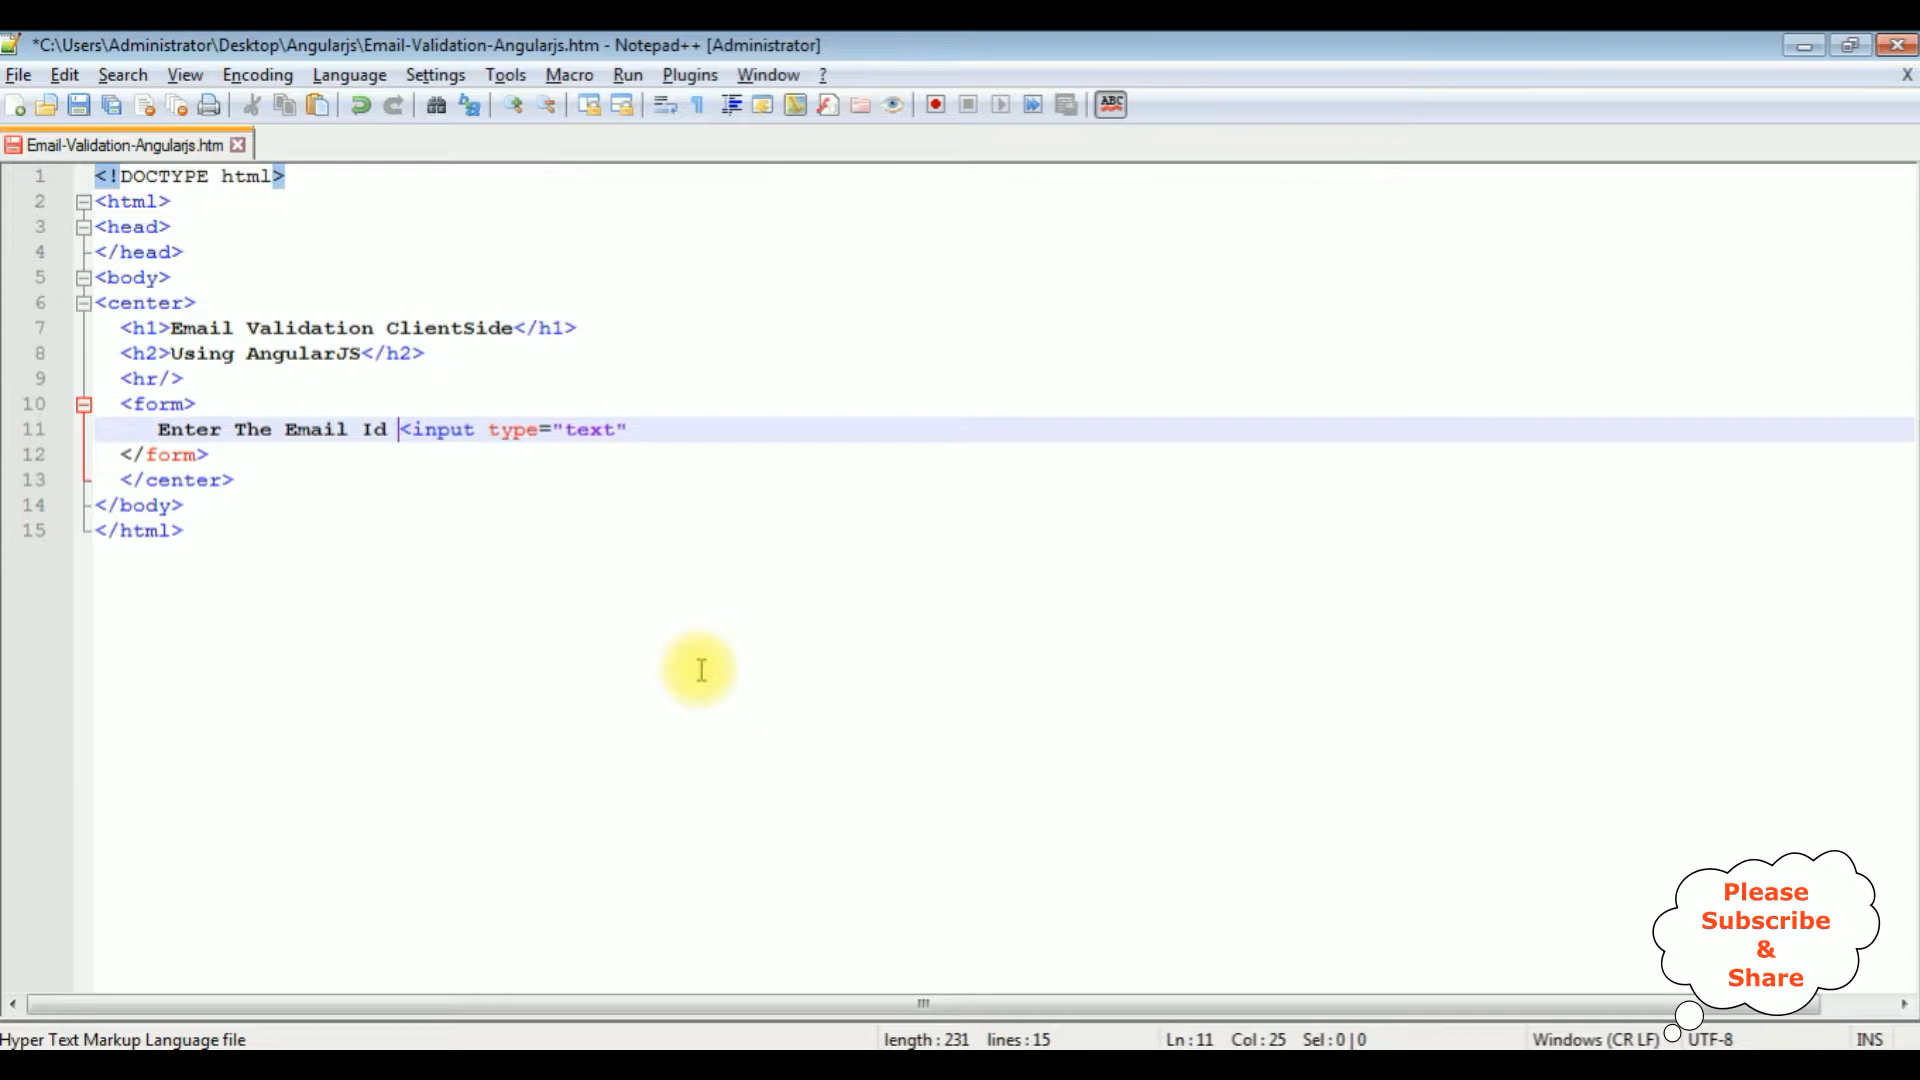 *C:\Users\Administrator\Desktop\Angularjs\Email-Validation-Angularjs.htm - Notepad++ [Administrator]
File Edit Search View Encoding Language Settings Tools Macro Run Plugins Window ? X
ABC
Email-Validation-Angularjs.htm
1 <!DOCTYPE html>
2 <html>
3 <head>
4 </head>
5 <body>
6 <center>
7 <h1>Email Validation ClientSide</h1>
8 <h2>Using AngularJS</h2>
9 <hr/>
10 <form>
11 Enter The Email Id <input type="text"
12 </form>
13 </center>
14 </body>
15 </html>
Please
Subscribe
&
Share
Hyper Text Markup Language file length : 231 lines : 15 Ln : 11 Col : 25 Sel : 0 | 0 Windows (CR LF) UTF-8 INS